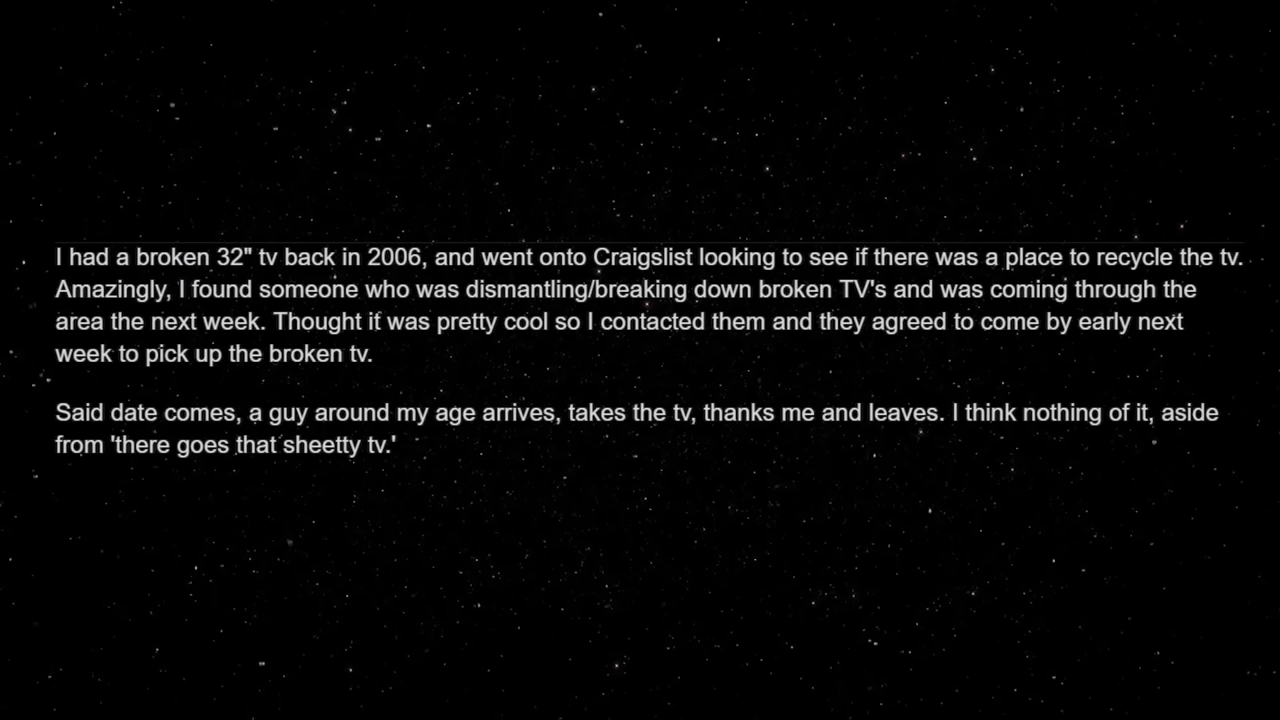 I had a broken 32" tv back in 2006, and went onto Craigslist looking to see if there was a place to recycle the tv.
Amazingly, I found someone who was dismantling/breaking down broken TV's and was coming through the
area the next week. Thought it was pretty cool so I contacted them and they agreed to come by early next
week to pick up the broken tv.
Said date comes, a guy around my age arrives, takes the tv, thanks me and leaves. I think nothing of it, aside
from 'there goes that sheetty tv.'